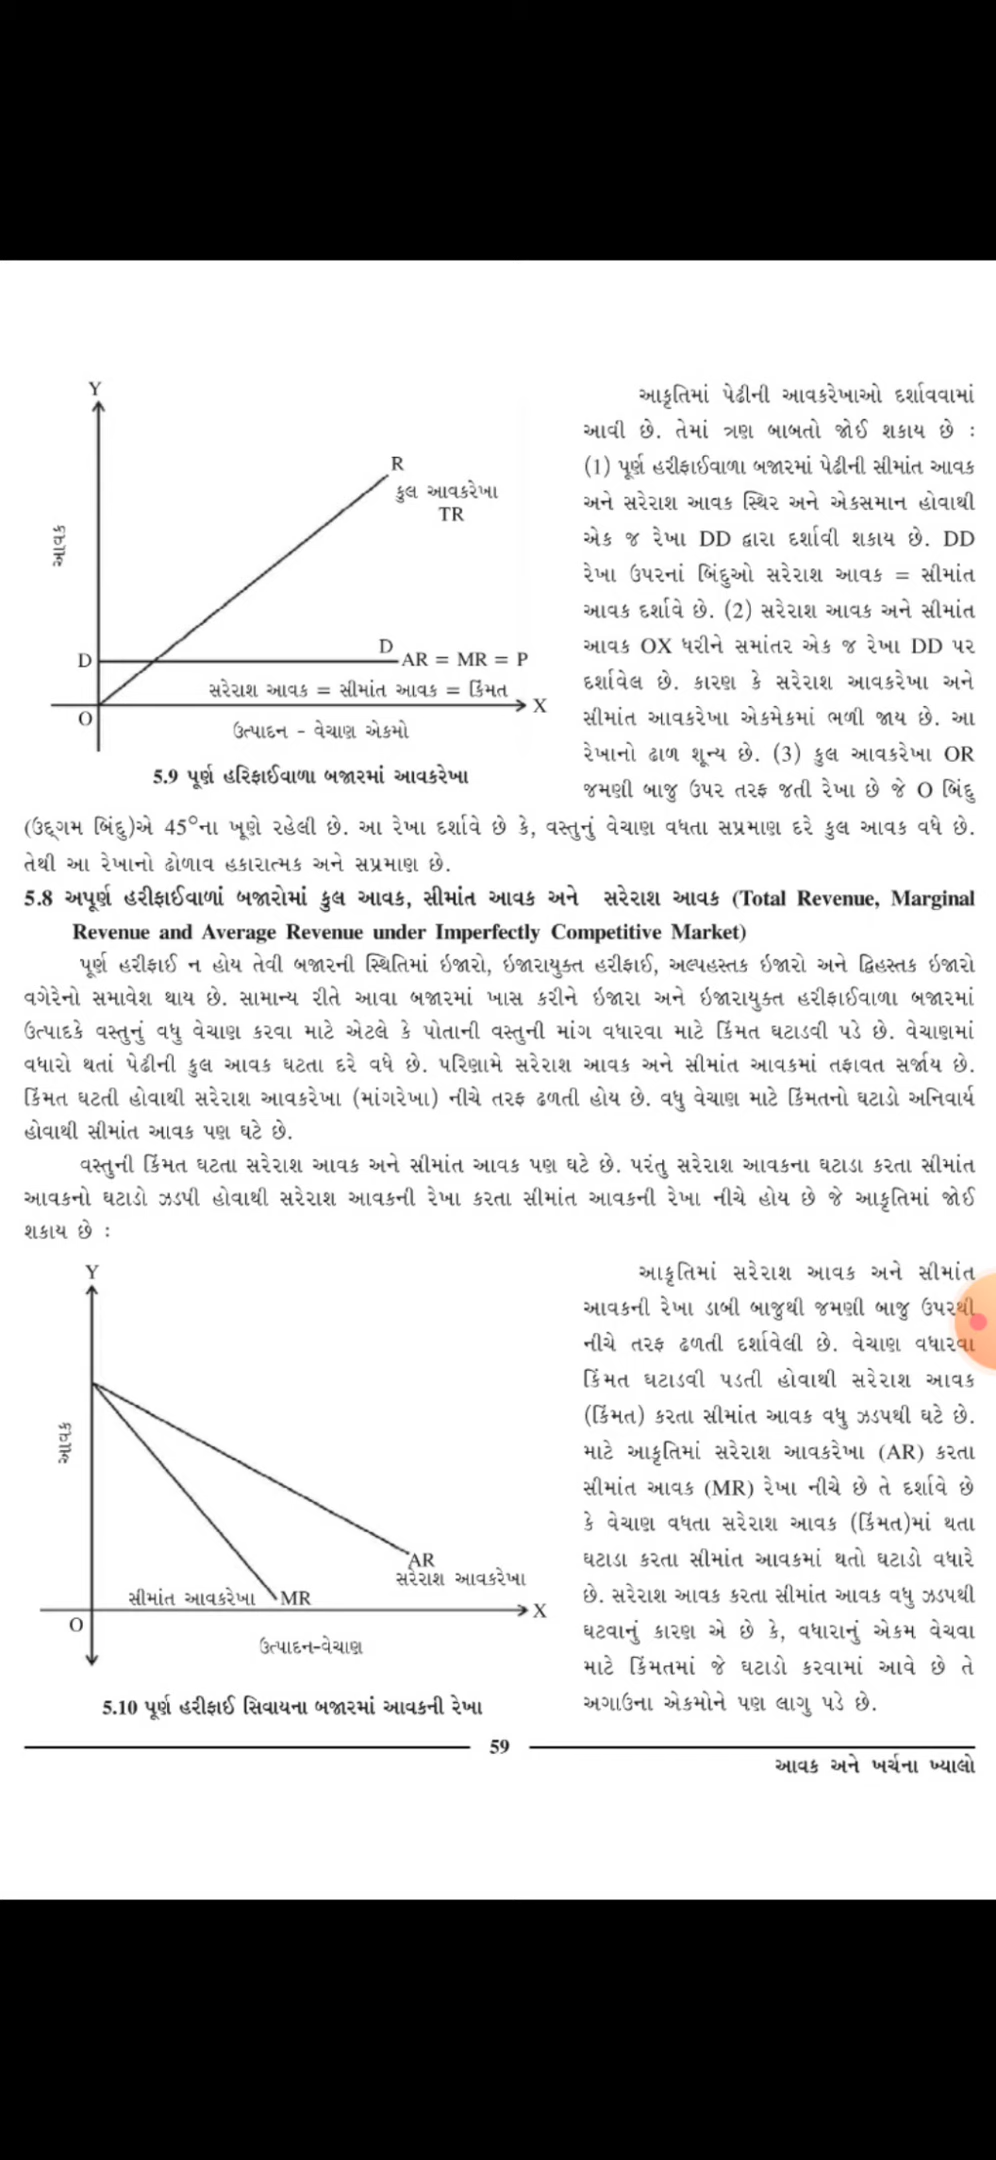 Y
R
કુલ આવકરેખા
TR
આવક
D
D
AR = MR = P
સરેરાશ આવક = સીમાંત આવક = કિંમત
X
O
ઉત્પાદન - વેચાણ એકમો
5.9 પૂર્ણ હરિફાઈવાળા બજારમાં આવકરેખા
આકૃતિમાં પેઢીની આવકરેખાઓ દર્શાવવામાં
આવી છે. તેમાં ત્રણ બાબતો જોઈ શકાય છે :
(1) પૂર્ણ હરીફાઈવાળા બજારમાં પેઢીની સીમાંત આવક
અને સરેરાશ આવક સ્થિર અને એકસમાન હોવાથી
એક જ રેખા DD દ્વારા દર્શાવી શકાય છે. DD
રેખા ઉપરનાં બિંદુઓ સરેરાશ આવક = સીમાંત
આવક દર્શાવે છે. (2) સરેરાશ આવક અને સીમાંત
આવક OX ધરીને સમાંતર એક જ રેખા DD પર
દર્શાવેલ છે. કારણ કે સરેરાશ આવકરેખા અને
સીમાંત આવકરેખા એકમેકમાં ભળી જાય છે. આ
રેખાનો ઢાળ શૂન્ય છે. (3) કુલ આવકરેખા OR
જમણી બાજુ ઉપર તરફ જતી રેખા છે જે O બિંદુ
(ઉદ્ગમ બિંદુ)એ 45°ના ખૂણે રહેલી છે. આ રેખા દર્શાવે છે કે, વસ્તુનું વેચાણ વધતા સપ્રમાણ દરે કુલ આવક વધે છે.
તેથી આ રેખાનો ઢોળાવ હકારાત્મક અને સપ્રમાણ છે.
5.8 અપૂર્ણ હરીફાઈવાળાં બજારોમાં કુલ આવક, સીમાંત આવક અને સરેરાશ આવક (Total Revenue, Marginal
Revenue and Average Revenue under Imperfectly Competitive Market)
પૂર્ણ હરીફાઈ ન હોય તેવી બજારની સ્થિતિમાં ઇજારો, ઇજારાયુક્ત હરીફાઈ, અલ્પહસ્તક ઇજારો અને દ્વિહસ્તક ઇજારો
વગેરેનો સમાવેશ થાય છે. સામાન્ય રીતે આવા બજારમાં ખાસ કરીને ઇજારા અને ઇજારાયુક્ત હરીફાઈવાળા બજારમાં
ઉત્પાદકે વસ્તુનું વધુ વેચાણ કરવા માટે એટલે કે પોતાની વસ્તુની માંગ વધારવા માટે કિંમત ઘટાડવી પડે છે. વેચાણમાં
વધારો થતાં પેઢીની કુલ આવક ઘટતા દરે વધે છે. પરિણામે સરેરાશ આવક અને સીમાંત આવકમાં તફાવત સર્જાય છે.
કિંમત ઘટતી હોવાથી સરેરાશ આવકરેખા (માંગરેખા) નીચે તરફ ઢળતી હોય છે. વધુ વેચાણ માટે કિંમતનો ઘટાડો અનિવાર્ય
હોવાથી સીમાંત આવક પણ ઘટે છે.
વસ્તુની કિંમત ઘટતા સરેરાશ આવક અને સીમાંત આવક પણ ઘટે છે. પરંતુ સરેરાશ આવકના ઘટાડા કરતા સીમાંત
આવકનો ઘટાડો ઝડપી હોવાથી સરેરાશ આવકની રેખા કરતા સીમાંત આવકની રેખા નીચે હોય છે જે આકૃતિમાં જોઈ
શકાય છે :
Y
આવક
AR
સરેરાશ આવકરેખા
સીમાંત આવકરેખા
MR
X
O
ઉત્પાદન-વેચાણ
5.10 પૂર્ણ હરીફાઈ સિવાયના બજારમાં આવકની રેખા
આકૃતિમાં સરેરાશ આવક અને સીમાંત
આવકની રેખા ડાબી બાજુથી જમણી બાજુ ઉપરથી
નીચે તરફ ઢળતી દર્શાવેલી છે. વેચાણ વધારવા
કિંમત ઘટાડવી પડતી હોવાથી સરેરાશ આવક
(કિંમત) કરતા સીમાંત આવક વધુ ઝડપથી ઘટે છે.
માટે આકૃતિમાં સરેરાશ આવકરેખા (AR) કરતા
સીમાંત આવક (MR) રેખા નીચે છે તે દર્શાવે છે
કે વેચાણ વધતા સરેરાશ આવક (કિંમત)માં થતા
ઘટાડા કરતા સીમાંત આવકમાં થતો ઘટાડો વધારે
છે. સરેરાશ આવક કરતા સીમાંત આવક વધુ ઝડપથી
ઘટવાનું કારણ એ છે કે, વધારાનું એકમ વેચવા
માટે કિંમતમાં જે ઘટાડો કરવામાં આવે છે તે
અગાઉના એકમોને પણ લાગુ પડે છે.
59
આવક અને ખર્ચના ખ્યાલો